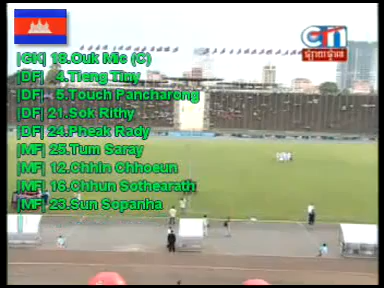 |GK| 18.Ouk Mic (C)
|DF| 4.Tieng Tiny
|DF| 5.Touch Pancharong
|DF| 21.Sok Rithy
|DF| 24.Pheak Rady
|MF| 25.Tum Saray
|MF| 12.Chhin Chhoeun
|MF| 16.Chhun Sothearath
|MF| 23.Sun Sopanha
CTN